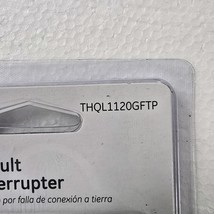 THQL1120GFTP
ult
errupter
por falla de conexión a tierra